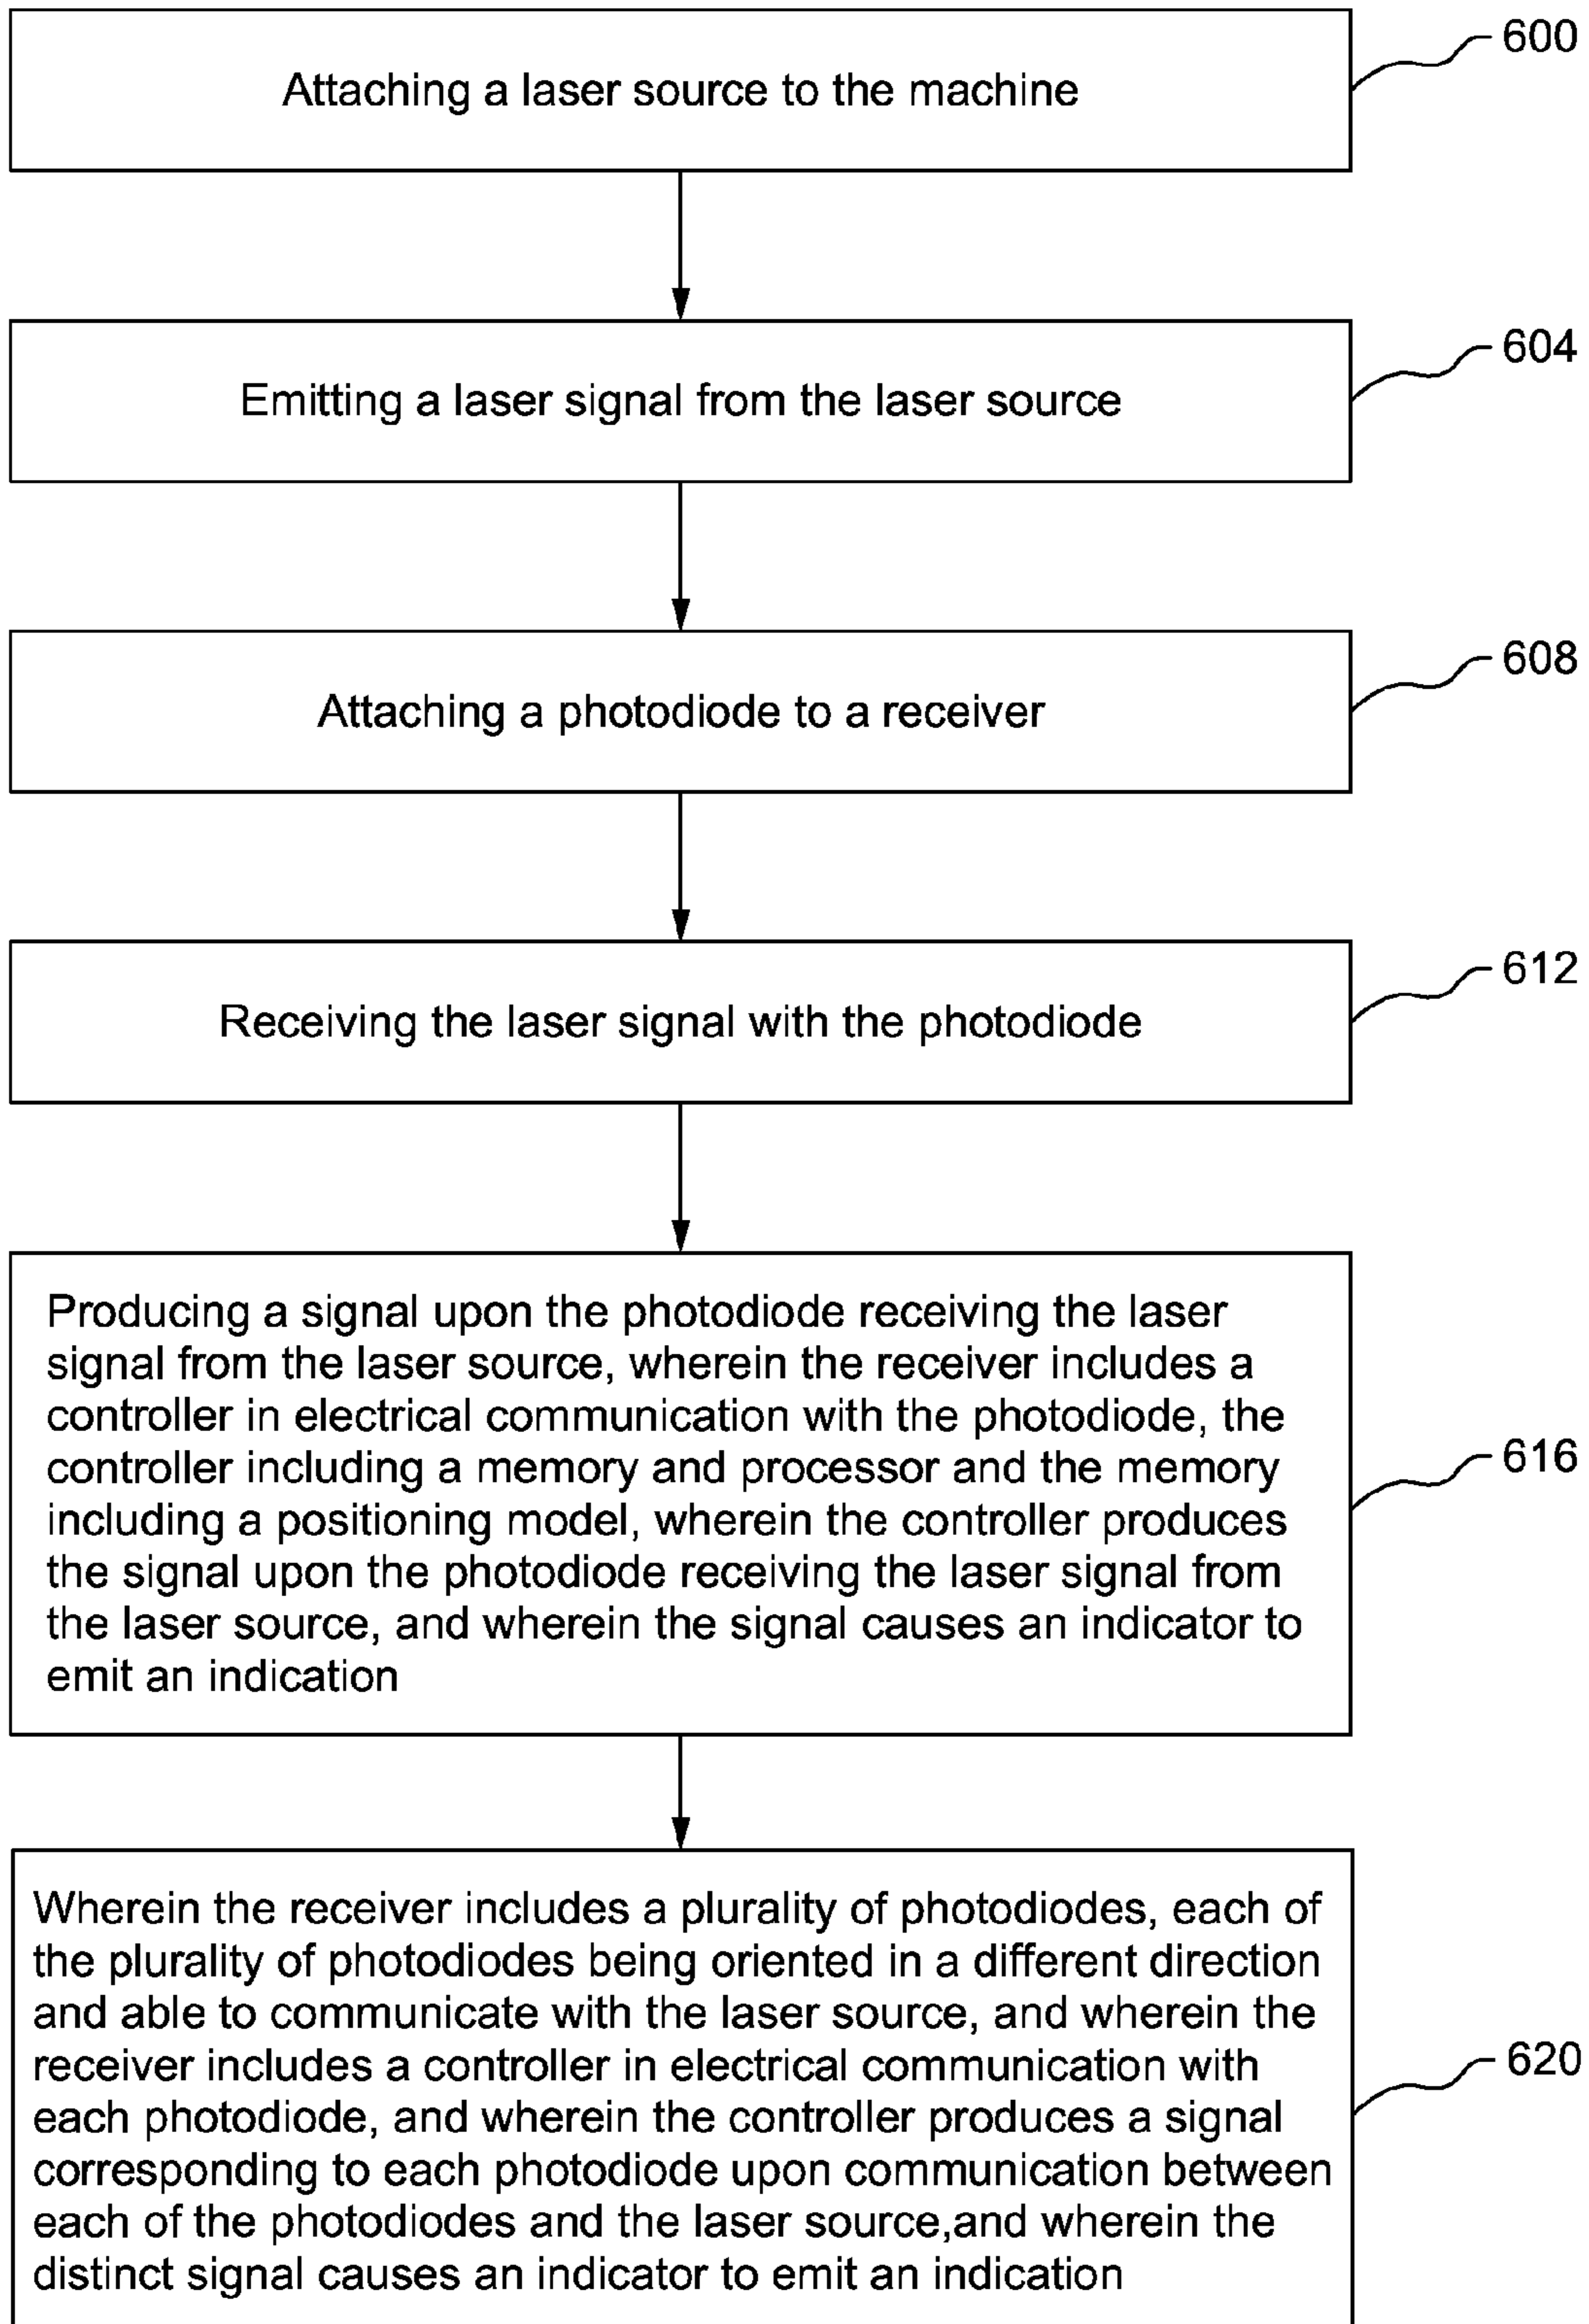 Attaching a laser source to the machine
600
Emitting a laser signal from the laser source
604
Attaching a photodiode to a receiver
608
Receiving the laser signal with the photodiode
612
Producing a signal upon the photodiode receiving the laser
signal from the laser source, wherein the receiver includes a
controller in electrical communication with the photodiode, the
controller including a memory and processor and the memory
including a positioning model, wherein the controller produces
the signal upon the photodiode receiving the laser signal from
the laser source, and wherein the signal causes an indicator to
emit an indication
616
Wherein the receiver includes a plurality of photodiodes, each of
the plurality of photodiodes being oriented in a different direction
and able to communicate with the laser source, and wherein the
receiver includes a controller in electrical communication with
each photodiode, and wherein the controller produces a signal
corresponding to each photodiode upon communication between
each of the photodiodes and the laser source,and wherein the
distinct signal causes an indicator to emit an indication
620